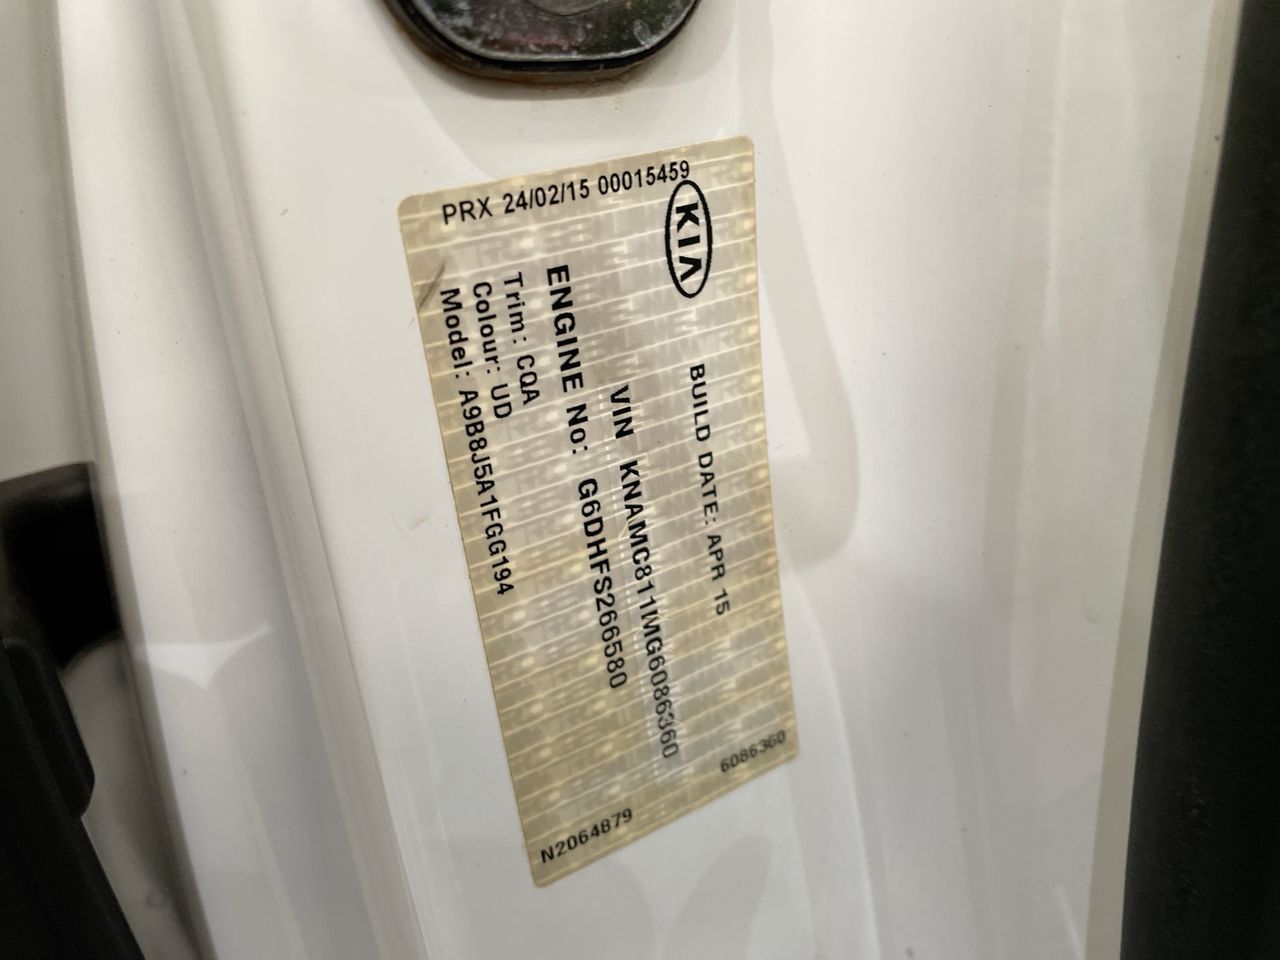 PRX 24/02/15 00015459
KIA
BUILD DATE: APR 15
VIN KNAMC811MG6086360
ENGINE No: G6DHFS266580
Trim: CQA
Colour: UD
Model: A9B8J5A1FGG194
6086360
N2064879